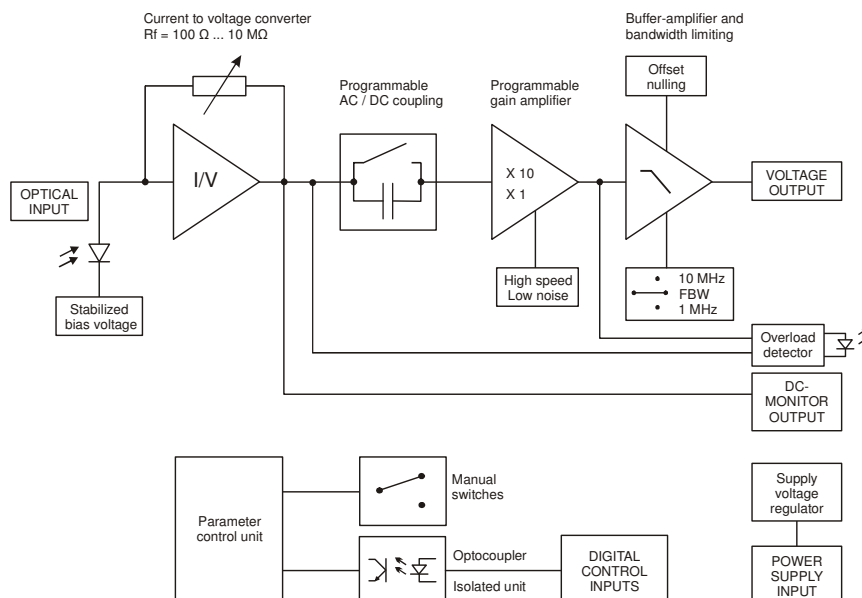 Current to voltage converter
Rf = 100 Ω ... 10 MΩ
Buffer-amplifier and
bandwidth limiting
Programmable
AC / DC coupling
Programmable
gain amplifier
Offset
nulling
I/V
X 10
X 1
OPTICAL
INPUT
VOLTAGE
OUTPUT
Stabilized
bias voltage
High speed
Low noise
10 MHz
FBW
1 MHz
Overload
detector
DC-
MONITOR
OUTPUT
Parameter
control unit
Manual
switches
Supply
voltage
regulator
Optocoupler
Isolated unit
DIGITAL
CONTROL
INPUTS
POWER
SUPPLY
INPUT